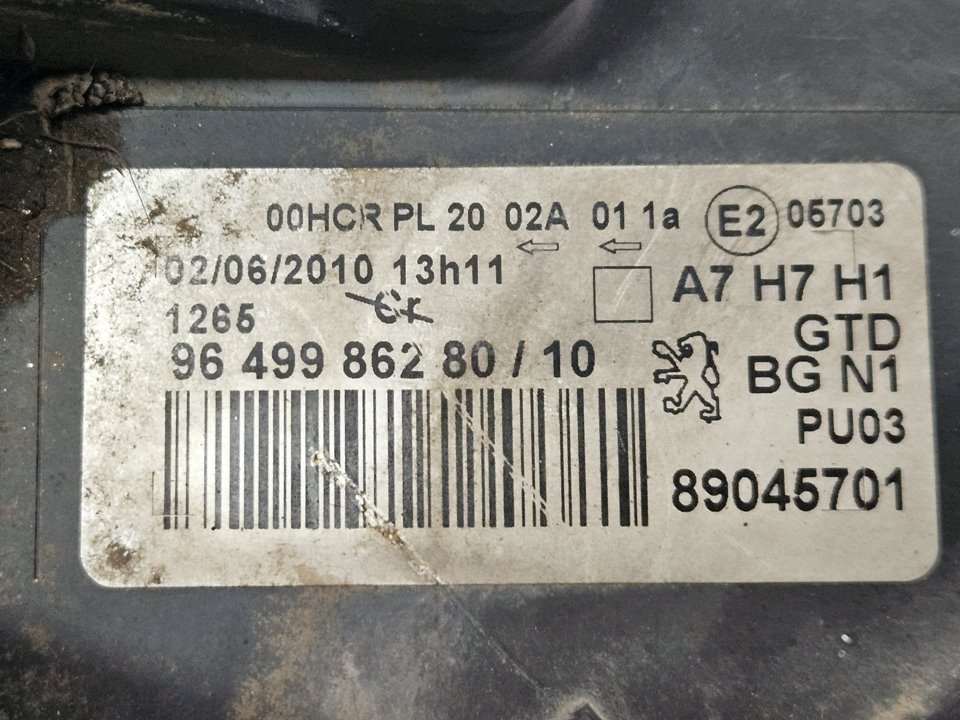 00HCR PL 20 02A 01 1a E2 05703
02/06/2010 13h11
A7 H7 H1
1265
GTD
96 499 862 80 / 10
BG N1
PU03
89045701